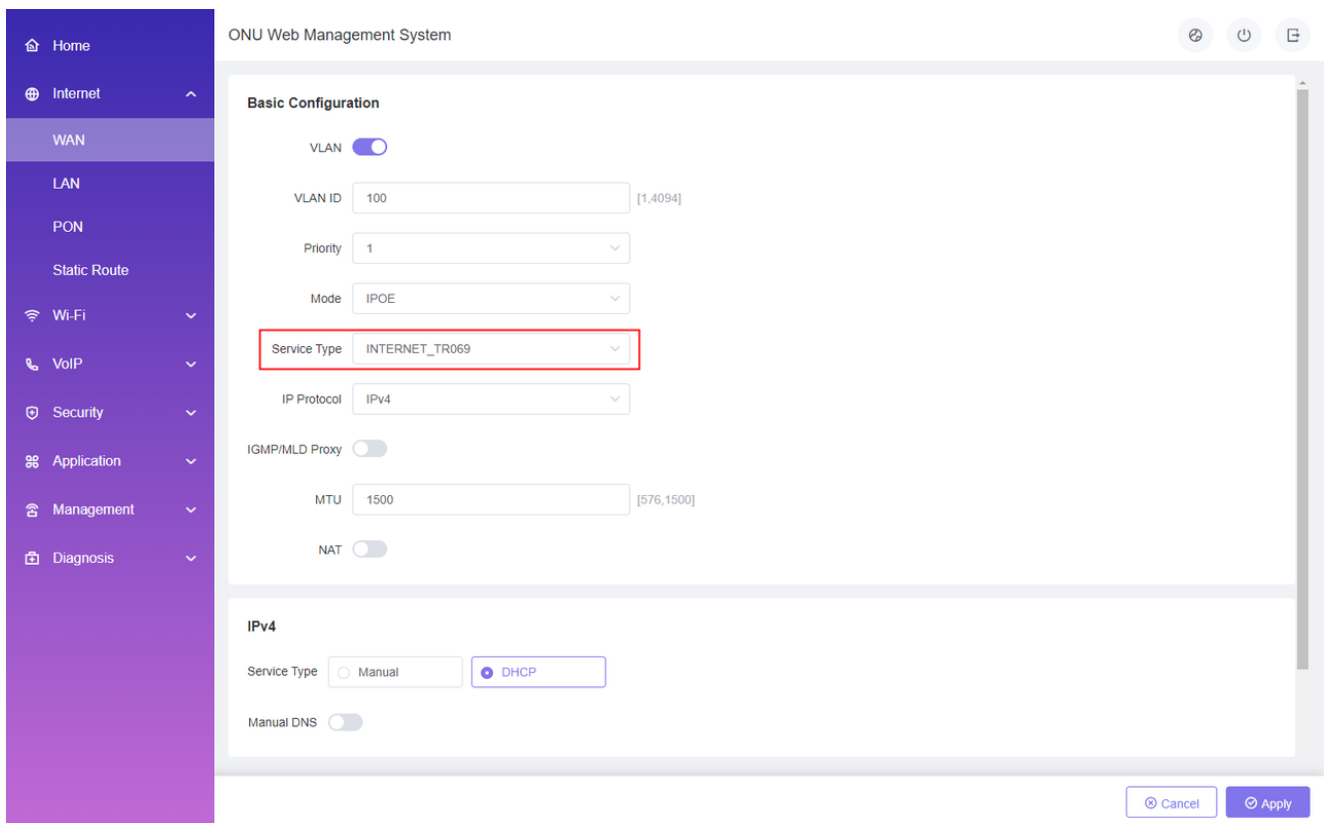 Home
Internet
WAN
LAN
PON
Static Route
Wi-Fi
VoIP
Security
Application
Management
Diagnosis
ONU Web Management System
Basic Configuration
VLAN
VLAN ID 100 [1,4094]
Priority 1
Mode IPOE
Service Type INTERNET_TR069
IP Protocol IPv4
IGMP/MLD Proxy
MTU 1500 [576,1500]
NAT
IPv4
Service Type Manual DHCP
Manual DNS
Cancel Apply